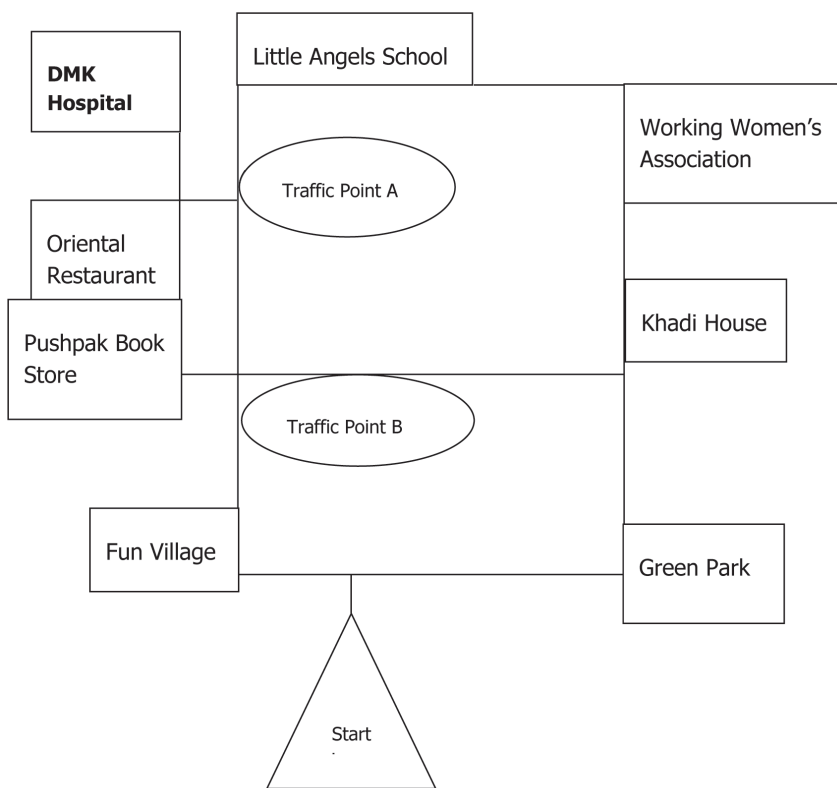 Little Angels School
DMK
Hospital
Working Women's
Association
Traffic Point A
Oriental
Restaurant
Khadi House
Pushpak Book
Store
Traffic Point B
Fun Village
Green Park
Start
.